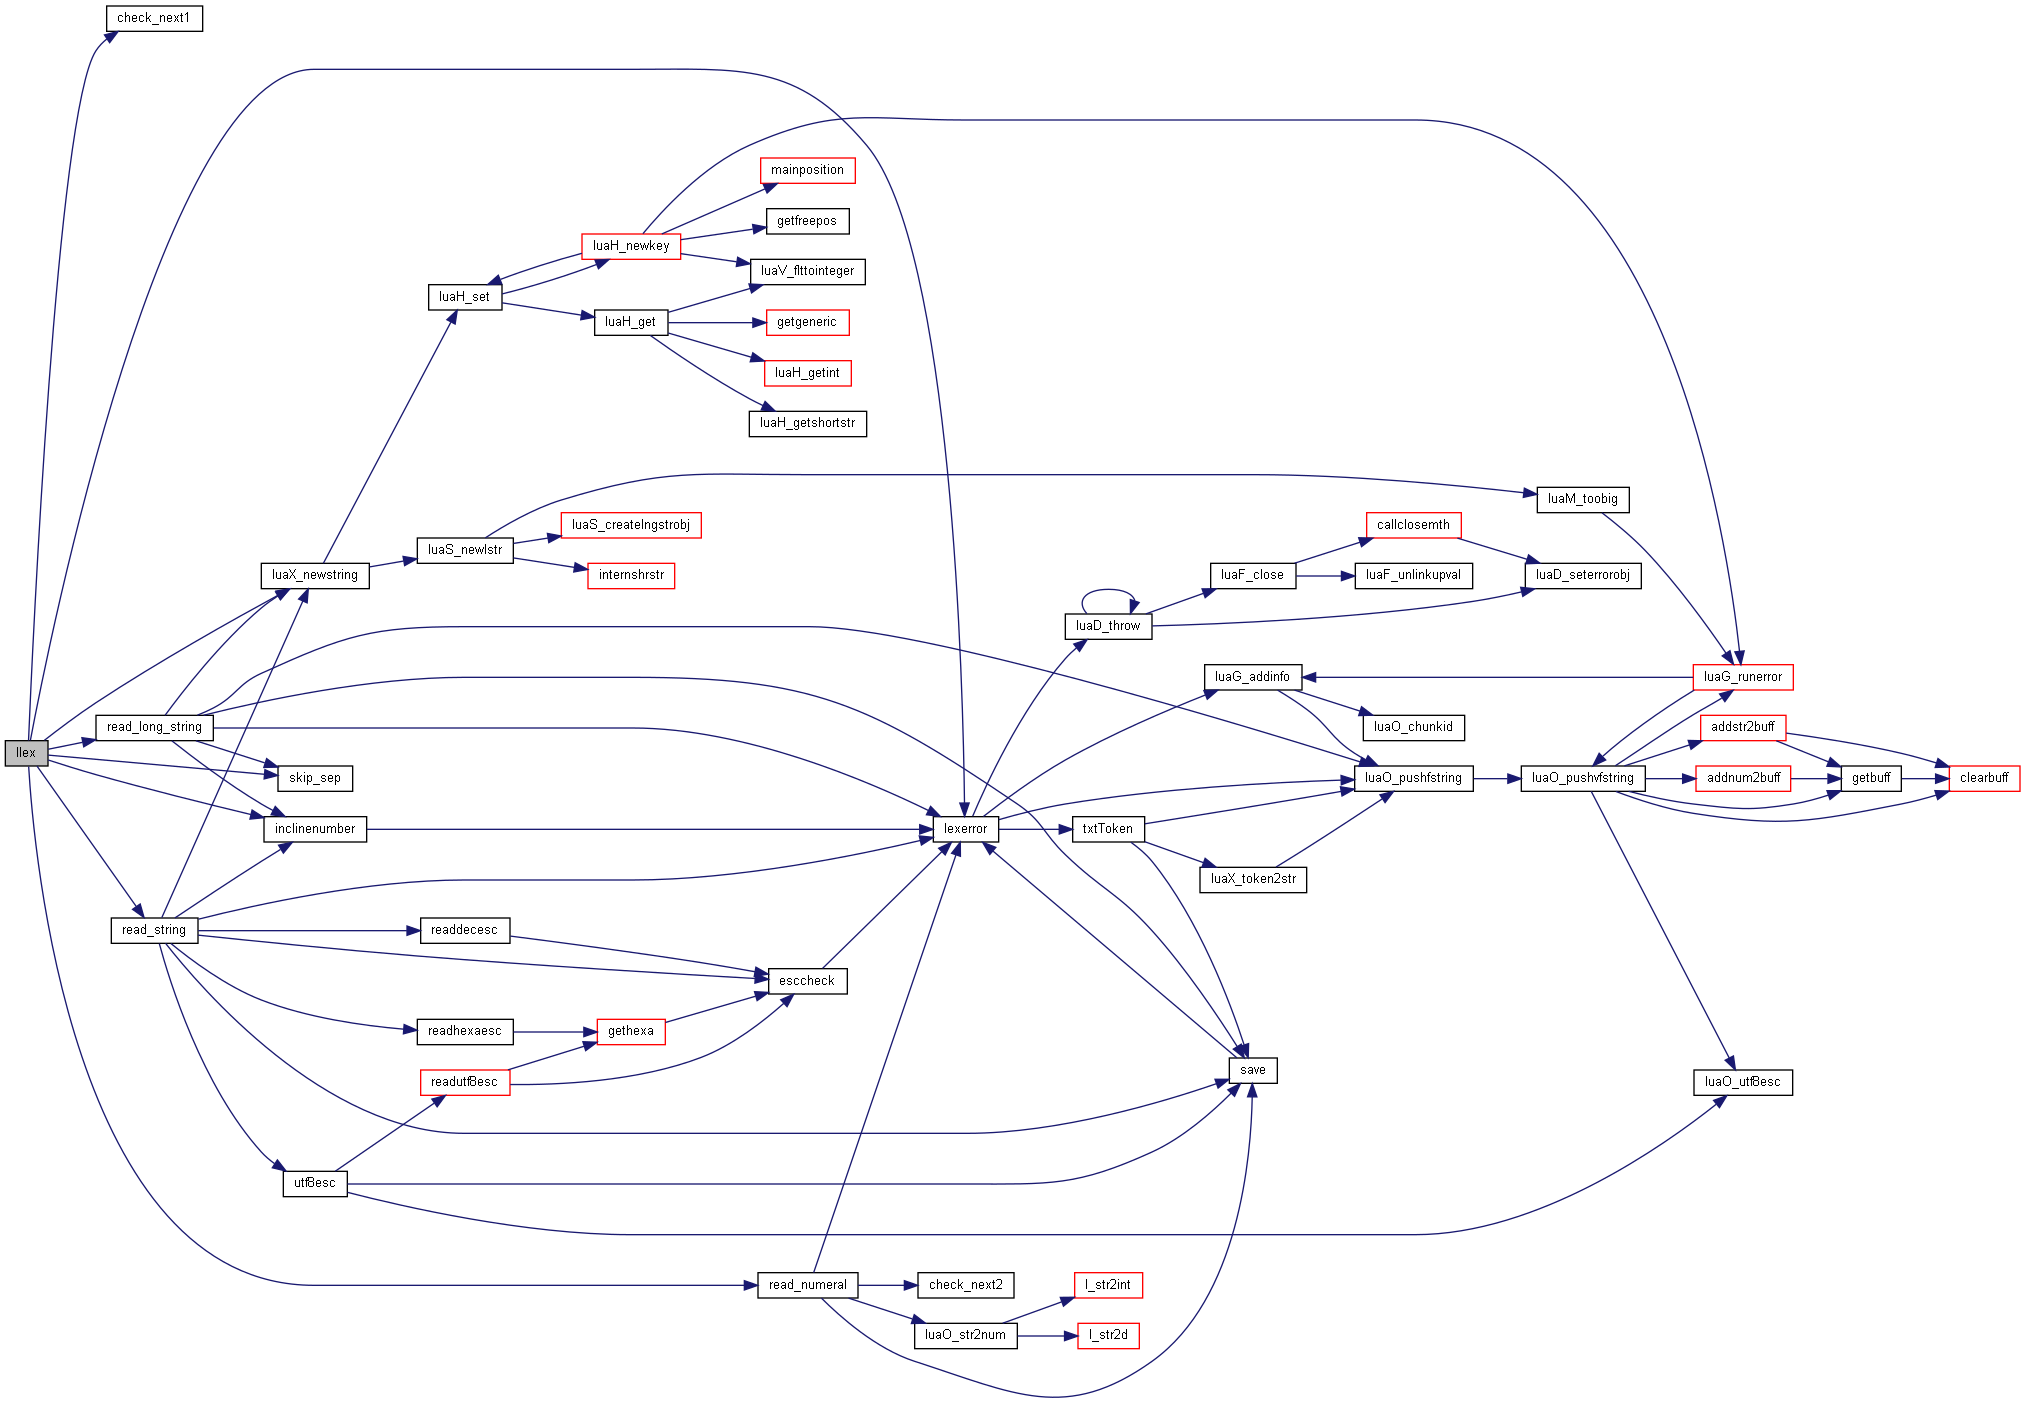 check_next1
mainposition
getfreepos
luaH_newkey
luaV_flttointeger
luaH_set
luaH_get
getgeneric
luaH_getint
luaH_getshortstr
luaM_toobig
luaS_createlngstrobj
callclosemth
luaS_newlstr
luaX_newstring
internshrstr
luaF_close
luaF_unlinkupval
luaD_seterrorobj
luaD_throw
luaG_addinfo
luaG_runerror
read_long_string
luaO_chunkid
addstr2buff
llex
skip_sep
luaO_pushfstring
luaO_pushvfstring
addnum2buff
getbuff
clearbuff
inclinenumber
lexerror
txtToken
luaX_token2str
read_string
readdecesc
esccheck
readhexaesc
gethexa
readutf8esc
save
luaO_utf8esc
utf8esc
read_numeral
check_next2
l_str2int
luaO_str2num
l_str2d